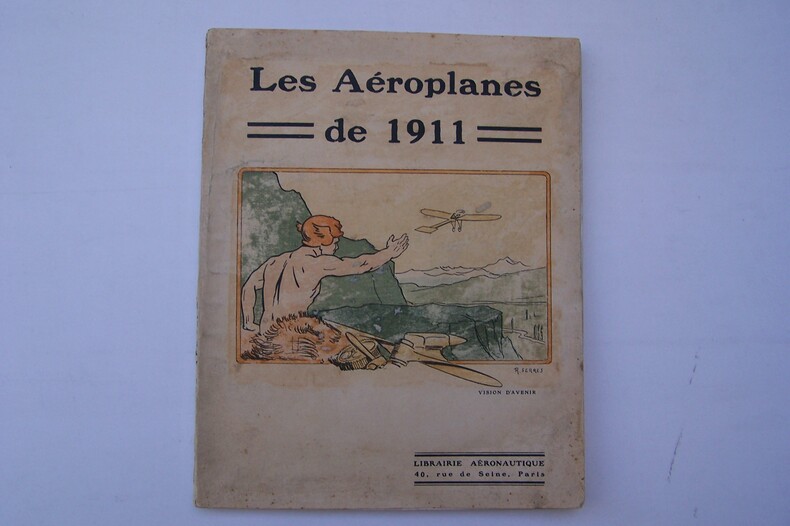 Les Aéroplanes
de 1911
VISION D'AVENIR
LIBRAIRIE AÉRONAUTIQUE
40, rue de Seine, Paris